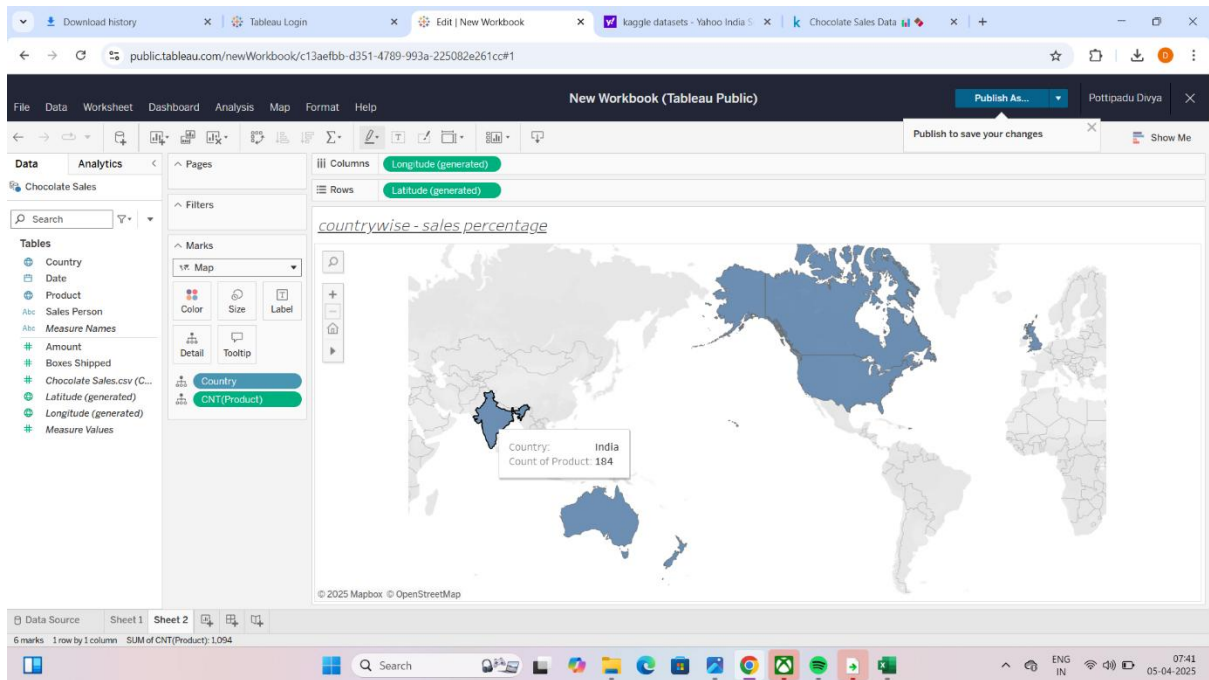 Download history
Tableau Login
Edit | New Workbook
kaggle datasets - Yahoo India S
Chocolate Sales Data
public.tableau.com/newWorkbook/c13aefbb-d351-4789-993a-225082e261cc#1
D
File Data Worksheet Dashboard Analysis Map Format Help
New Workbook (Tableau Public)
Publish As...
Pottipadu Divya
Publish to save your changes
Show Me
Data Analytics
Pages
Columns Longitude (generated)
Chocolate Sales
Rows Latitude (generated)
Filters
Search
countrywise - sales percentage
Tables
Marks
Country
Map
Date
Product
Color Size Label
Abc Sales Person
Abc Measure Names
# Amount
Detail Tooltip
# Boxes Shipped
# Chocolate Sales.csv (C...
Country
Latitude (generated)
CNT(Product)
Longitude (generated)
# Measure Values
Country: India
Count of Product: 184
© 2025 Mapbox © OpenStreetMap
Data Source Sheet 1 Sheet 2
6 marks 1 row by 1 column SUM of CNT(Product): 1,094
Search
ENG
IN
07:41
05-04-2025